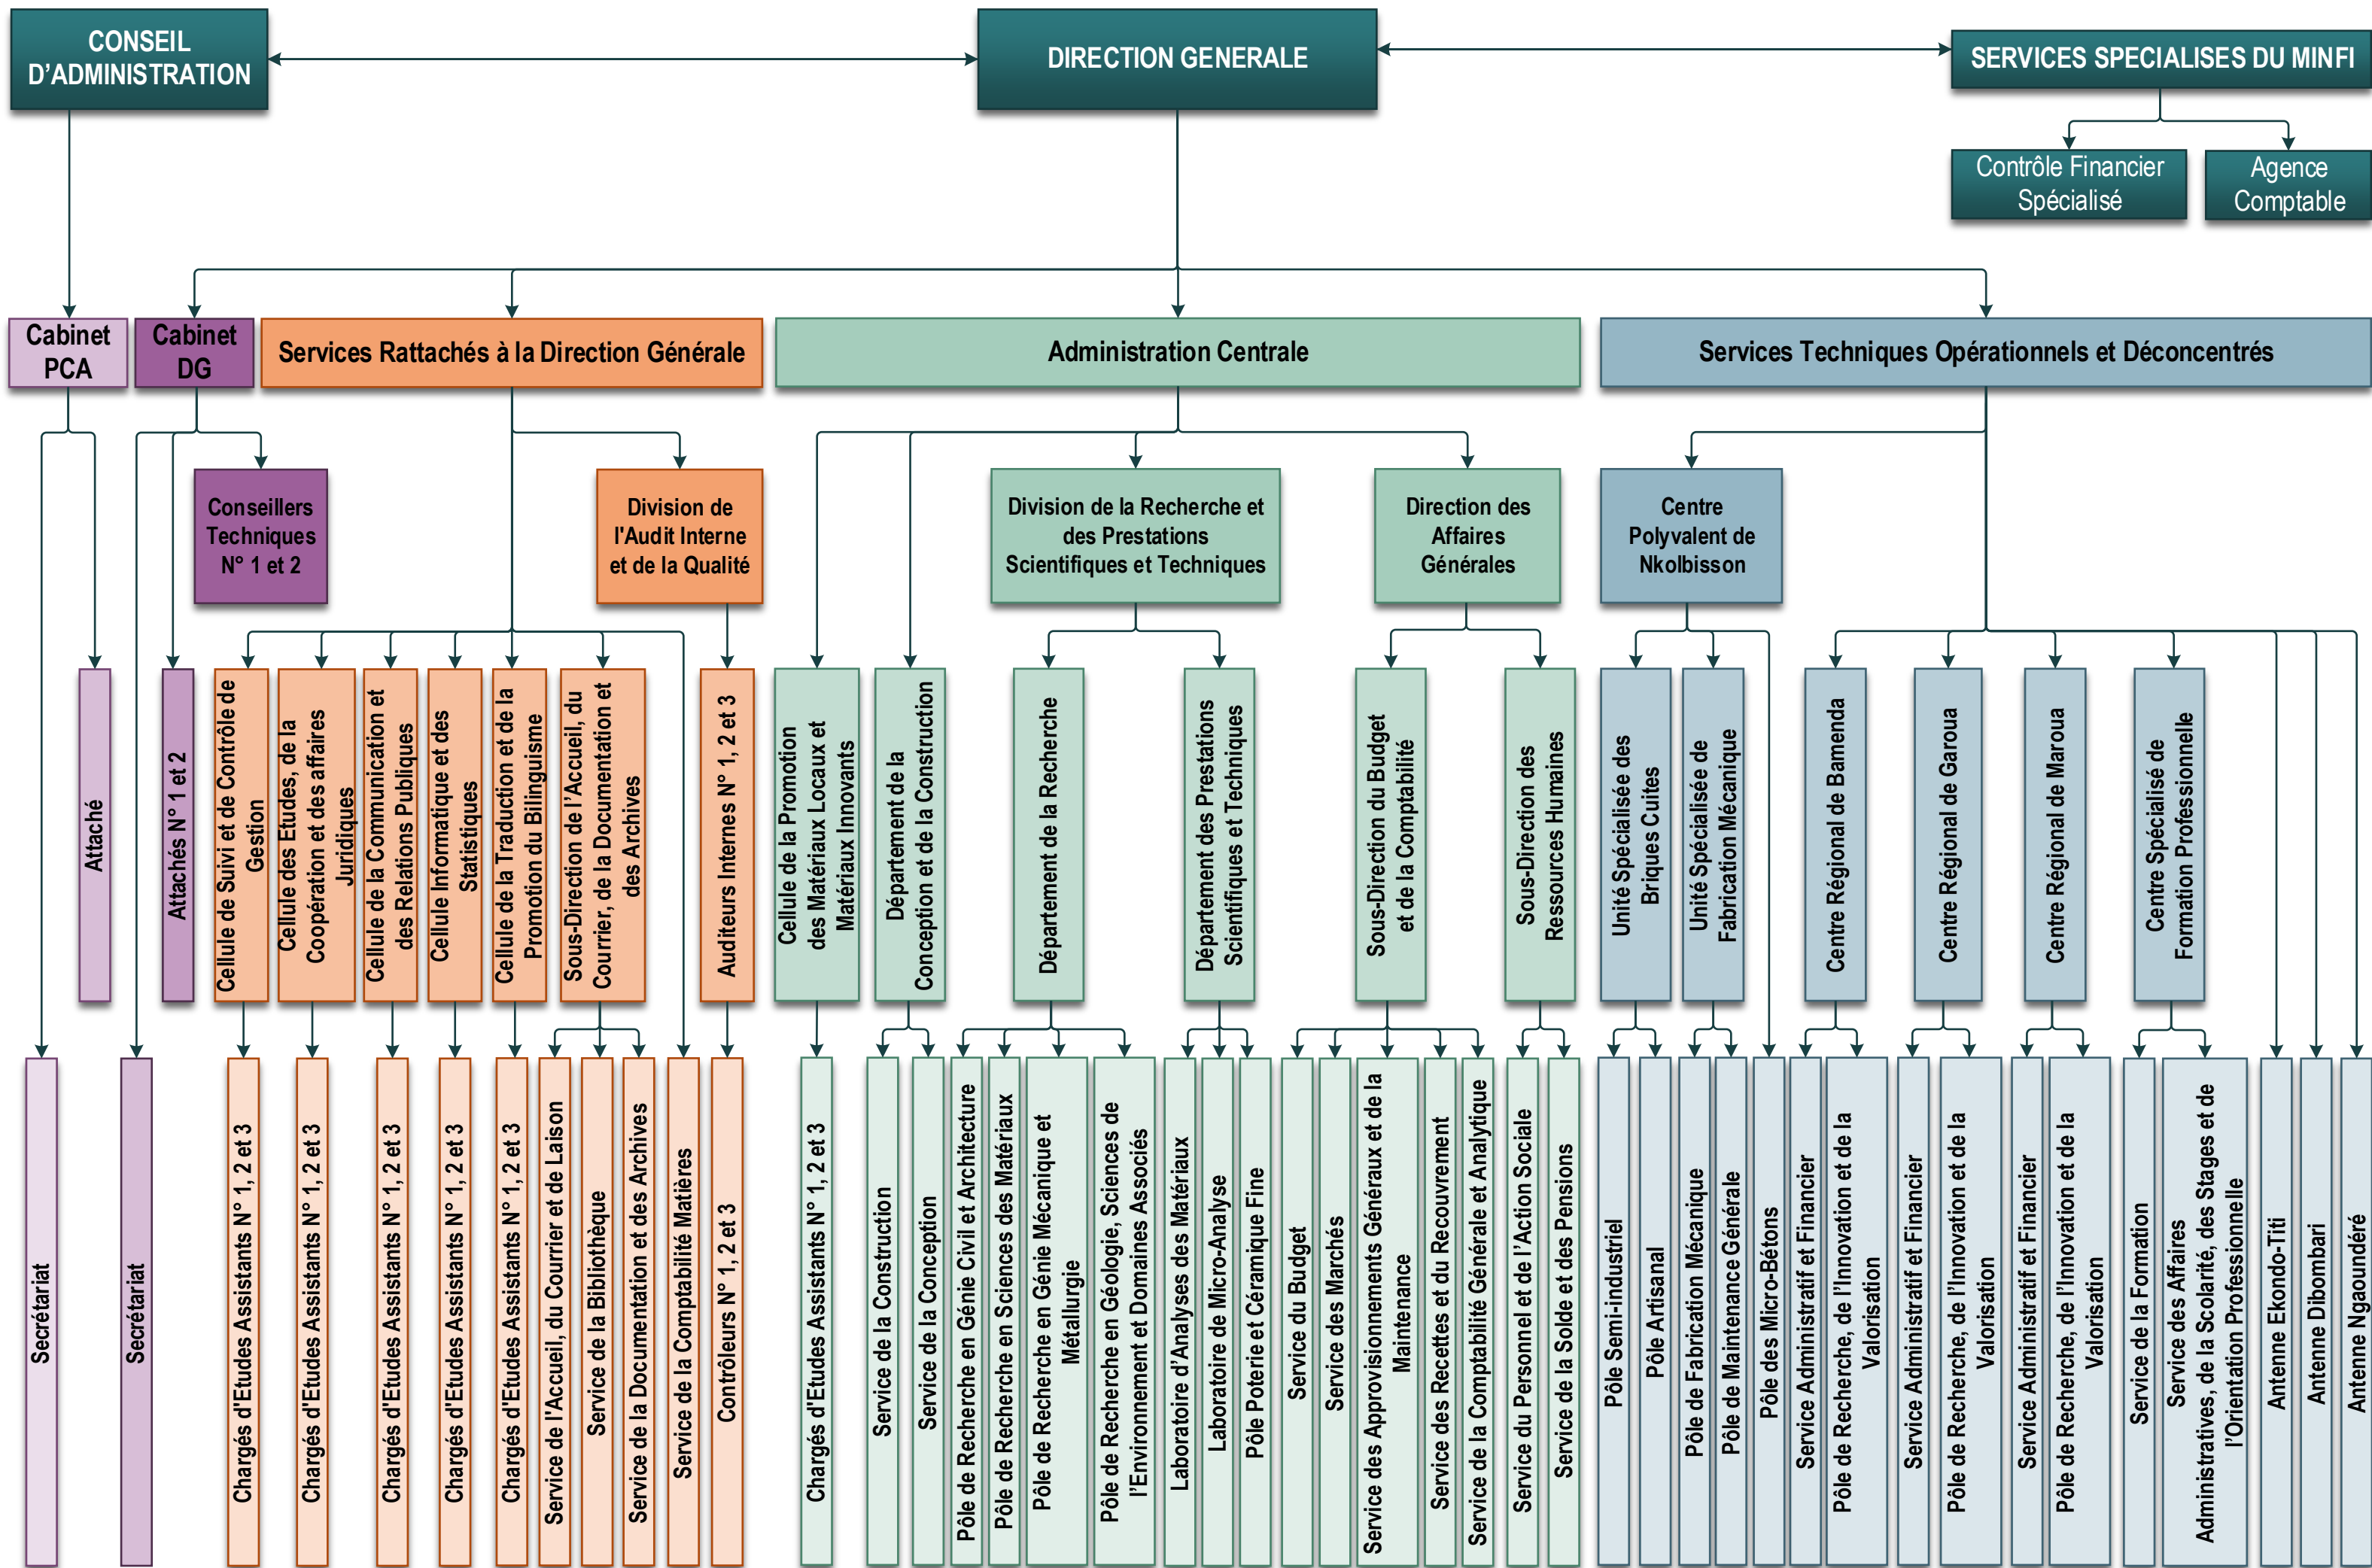 CONSEIL
D'ADMINISTRATION
DIRECTION GENERALE
SERVICES SPECIALISES DU MINFI
Contrôle Financier
Spécialisé
Agence
Comptable
Cabinet
PCA
Cabinet
DG
Services Rattachés à la Direction Générale
Administration Centrale
Services Techniques Opérationnels et Déconcentrés
Conseillers
Techniques
N° 1 et 2
Division de
l'Audit Interne
et de la Qualité
Division de la Recherche et
des Prestations
Scientifiques et Techniques
Direction des
Affaires
Générales
Centre
Polyvalent de
Nkolbisson
Attaché
Attachés N° 1 et 2
Cellule de Suivi et de Contrôle de
Gestion
Cellule des Etudes, de la
Coopération et des affaires
Juridiques
Cellule de la Communication et
des Relations Publiques
Cellule Informatique et des
Statistiques
Cellule de la Traduction et de la
Promotion du Bilinguisme
Sous-Direction de l'Accueil, du
Courrier, de la Documentation et
des Archives
Auditeurs Internes N° 1, 2 et 3
Cellule de la Promotion
des Matériaux Locaux et
Matériaux Innovants
Département de la
Conception et de la Construction
Département de la Recherche
Département des Prestations
Scientifiques et Techniques
Sous-Direction du Budget
et de la Comptabilité
Sous-Direction des
Ressources Humaines
Unité Spécialisée des
Briques Cuites
Unité Spécialisée de
Fabrication Mécanique
Centre Régional de Bamenda
Centre Régional de Garoua
Centre Régional de Maroua
Centre Spécialisé de
Formation Professionnelle
Secrétariat
Secrétariat
Chargés d'Etudes Assistants N° 1, 2 et 3
Chargés d'Etudes Assistants N° 1, 2 et 3
Chargés d'Etudes Assistants N° 1, 2 et 3
Chargés d'Etudes Assistants N° 1, 2 et 3
Chargés d'Etudes Assistants N° 1, 2 et 3
Service de l'Accueil, du Courrier et de Laison
Service de la Bibliothèque
Service de la Documentation et des Archives
Service de la Comptabilité Matières
Contrôleurs N° 1, 2 et 3
Chargés d'Etudes Assistants N° 1, 2 et 3
Service de la Construction
Service de la Conception
Pôle de Recherche en Génie Civil et Architecture
Pôle de Recherche en Sciences des Matériaux
Pôle de Recherche en Génie Mécanique et
Métallurgie
Pôle de Recherche en Géologie, Sciences de
l'Environnement et Domaines Associés
Laboratoire d'Analyses des Matériaux
Laboratoire de Micro-Analyse
Pôle Poterie et Céramique Fine
Service du Budget
Service des Marchés
Service des Approvisionnements Généraux et de la
Maintenance
Service des Recettes et du Recouvrement
Service de la Comptabilité Générale et Analytique
Service du Personnel et de l'Action Sociale
Service de la Solde et des Pensions
Pôle Semi-industriel
Pôle Artisanal
Pôle de Fabrication Mécanique
Pôle de Maintenance Générale
Pôle des Micro-Bétons
Service Administratif et Financier
Pôle de Recherche, de l'Innovation et de la
Valorisation
Service Administratif et Financier
Pôle de Recherche, de l'Innovation et de la
Valorisation
Service Administratif et Financier
Pôle de Recherche, de l'Innovation et de la
Valorisation
Service de la Formation
Service des Affaires
Administratives, de la Scolarité, des Stages et de
l'Orientation Professionnelle
Antenne Ekondo-Titi
Antenne Dibombari
Antenne Ngaoundéré